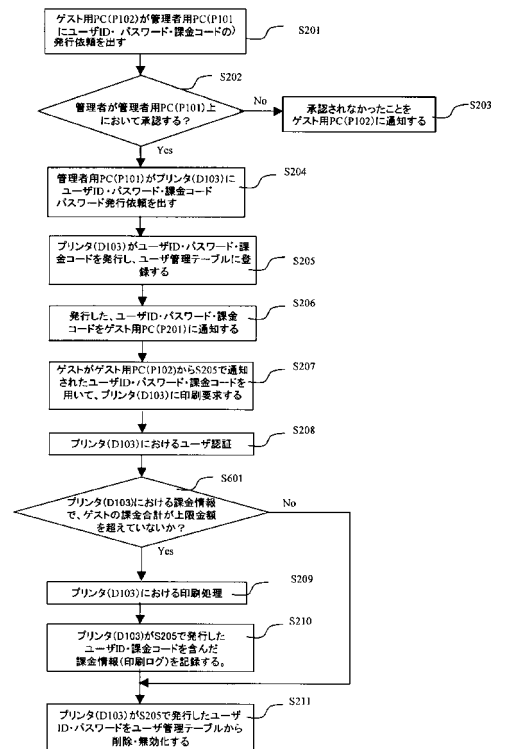 ゲスト用PC(P102)が管理者用PC(P101
にユーザID・ パスワード・課金コードの)
発行依頼を出す
S201
S202
管理者が管理者用PC(P101)上
において承認する?
No
承認されなかったことを
ゲスト用PC(P102)に通知する
S203
Yes
管理者用PC(P101)がプリンタ(D103)に
ユーザID・パスワード・課金コード
パスワード発行依頼を出す
S204
プリンタ(D103)がユーザID・パスワード・課
金コードを発行し、ユーザ管理テーブルに登
録する
S205
発行した、ユーザID・パスワード・課金
コードをゲスト用PC(P201)に通知する
S206
ゲストがゲスト用PC(P102)からS205で通知
されたユーザID・パスワード・課金コードを
用いて、プリンタ(D103)に印刷要求する
S207
プリンタ(D103)におけるユーザ認証
S208
S601
プリンタ(D103)における課金情報
で、ゲストの課金合計が上限金額
を超えていないか?
No
Yes
プリンタ(D103)における印刷処理
S209
プリンタ(D103)がS205で発行した
ユーザID・課金コードを含んだ
課金情報(印刷ログ)を記録する。
S210
プリンタ(D103)がS205で発行したユーザ
ID・パスワードをユーザ管理テーブルから
削除・無効化する
S211